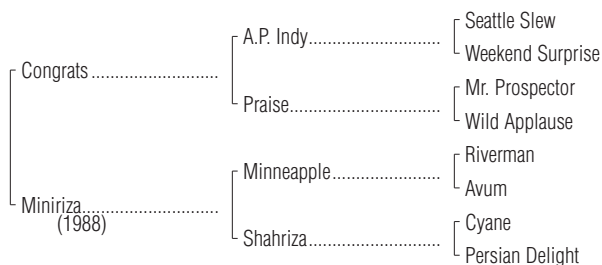 Seattle Slew
A.P. Indy
Weekend Surprise
Congrats
Mr. Prospector
Praise
Wild Applause
Riverman
Minneapple
Avum
Miniriza
(1988)
Cyane
Shahriza
Persian Delight